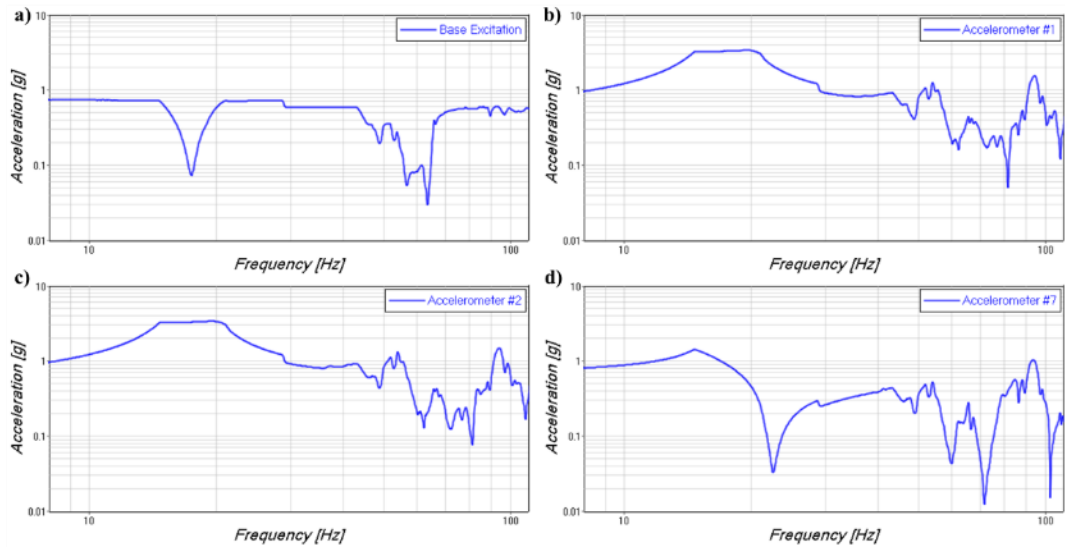 a)
10
Base Excitation
1
0.1
0.01
Acceleration [g]
10
100
Frequency [Hz]
b)
10
Accelerometer #1
1
0.1
0.01
Acceleration [g]
10
100
Frequency [Hz]
c)
10
Accelerometer #2
1
0.1
0.01
Acceleration [g]
10
100
Frequency [Hz]
d)
10
Accelerometer #7
1
0.1
0.01
Acceleration [g]
10
100
Frequency [Hz]